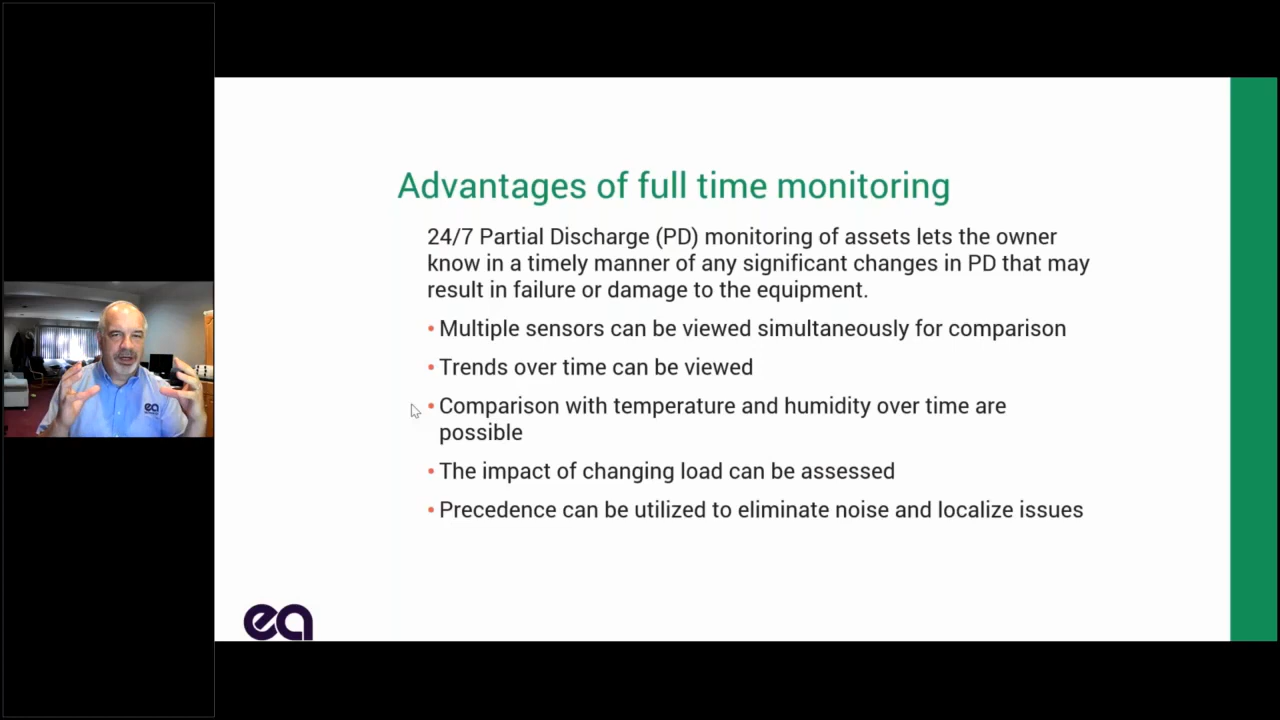 Advantages of full time monitoring
24/7 Partial Discharge (PD) monitoring of assets lets the owner
know in a timely manner of any significant changes in PD that may
result in failure or damage to the equipment.
• Multiple sensors can be viewed simultaneously for comparison
• Trends over time can be viewed
• Comparison with temperature and humidity over time are
possible
• The impact of changing load can be assessed
• Precedence can be utilized to eliminate noise and localize issues
ea
ea